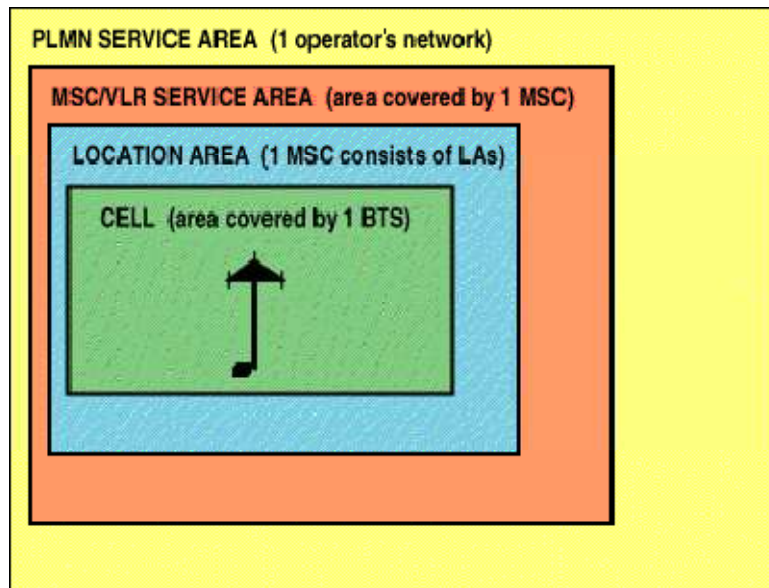 PLMN SERVICE AREA (1 operator's network)
MSC/VLR SERVICE AREA (area covered by 1 MSC)
LOCATION AREA (1 MSC consists of LAs)
CELL (area covered by 1 BTS)